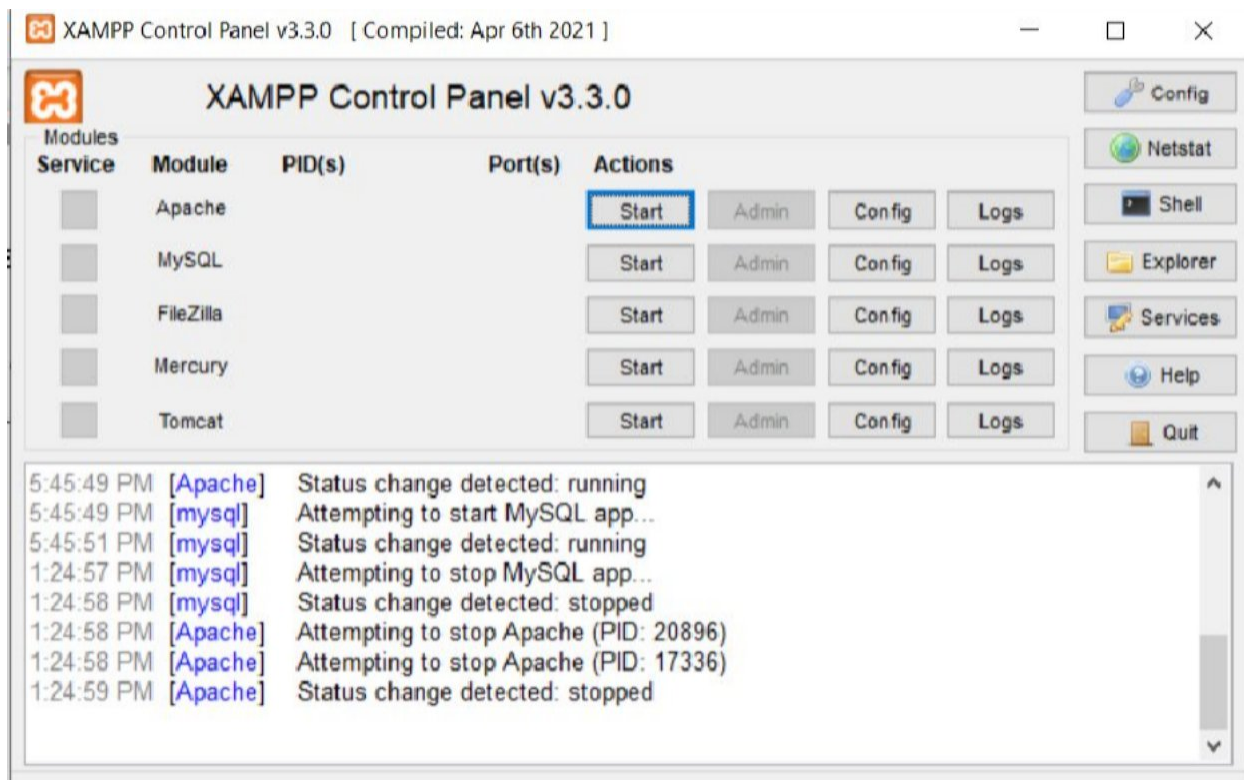 XAMPP Control Panel v3.3.0 [ Compiled: Apr 6th 2021 ]
XAMPP Control Panel v3.3.0
Config
Modules
Service Module PID(s) Port(s) Actions
Netstat
Apache Start Admin Config Logs
Shell
MySQL Start Admin Config Logs
Explorer
FileZilla Start Admin Config Logs
Services
Mercury Start Admin Config Logs
Help
Tomcat Start Admin Config Logs
Quit
5:45:49 PM [Apache] Status change detected: running
5:45:49 PM [mysql] Attempting to start MySQL app...
5:45:51 PM [mysql] Status change detected: running
1:24:57 PM [mysql] Attempting to stop MySQL app...
1:24:58 PM [mysql] Status change detected: stopped
1:24:58 PM [Apache] Attempting to stop Apache (PID: 20896)
1:24:58 PM [Apache] Attempting to stop Apache (PID: 17336)
1:24:59 PM [Apache] Status change detected: stopped